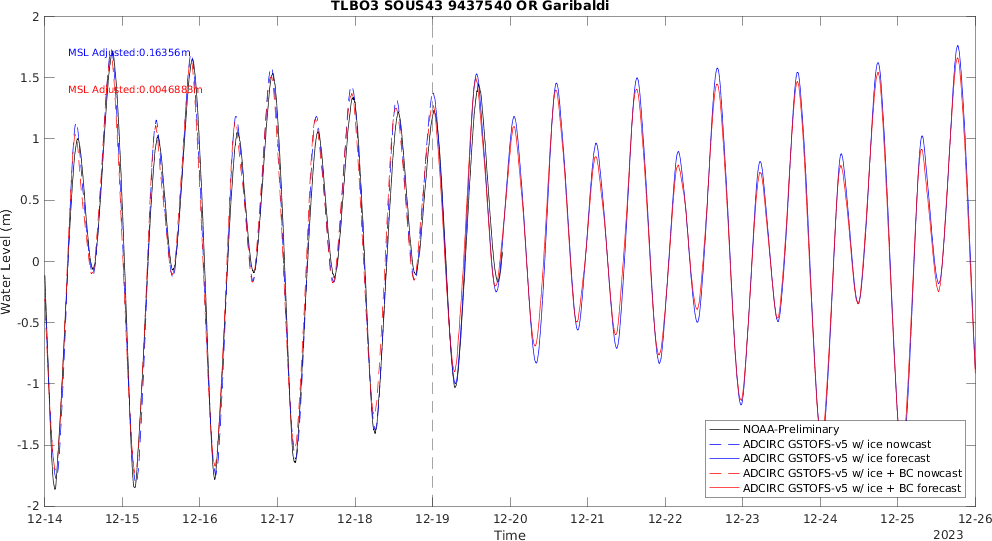 TLBO3 SOUS43 9437540 OR Garibaldi
MSL Adjusted:0.16356m
MSL Adjusted:0.0046883m
Water Level (m)
2
1.5
1
0.5
0
-0.5
-1
-1.5
-2
NOAA-Preliminary
ADCIRC GSTOFS-v5 w/ ice nowcast
ADCIRC GSTOFS-v5 w/ ice forecast
ADCIRC GSTOFS-v5 w/ ice + BC nowcast
ADCIRC GSTOFS-v5 w/ ice + BC forecast
12-14 12-15 12-16 12-17 12-18 12-19 12-20 12-21 12-22 12-23 12-24 12-25 12-26
Time
2023